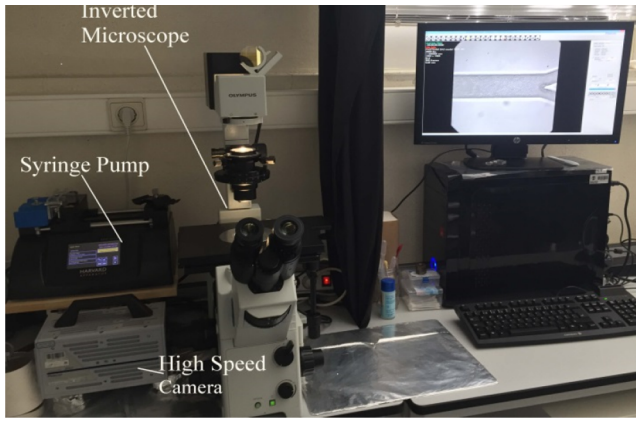 Inverted
Microscope
OLYMPUS
Syringe Pump
HARVARD
High Speed
Camera